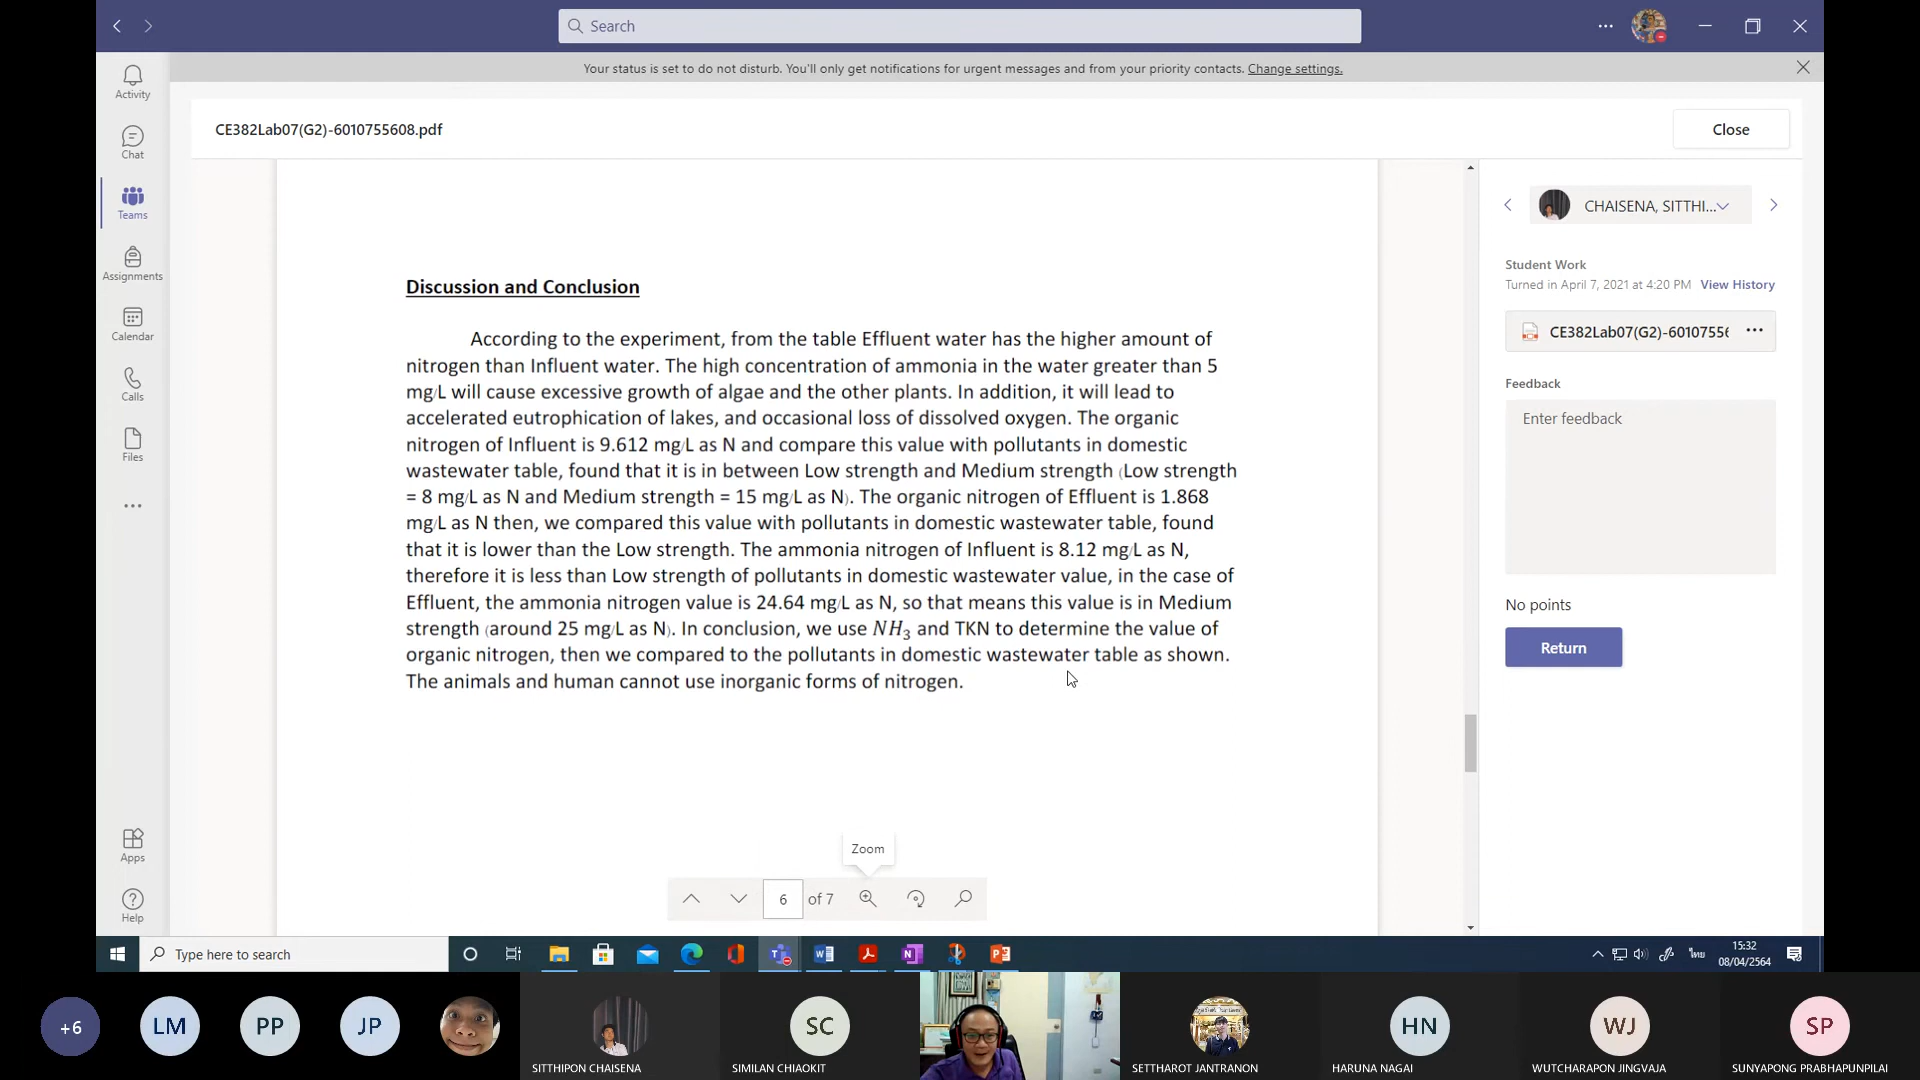 Search
Your status is set to do not disturb. You'll only get notifications for urgent messages and from your priority contacts. Change settings.
Activity
Chat
Teams
Assignments
Calendar
Calls
Files
Apps
Help
CE382Lab07(G2)-6010755608.pdf
Close
Discussion and Conclusion
According to the experiment, from the table Effluent water has the higher amount of
nitrogen than Influent water. The high concentration of ammonia in the water greater than 5
mg/L will cause excessive growth of algae and the other plants. In addition, it will lead to
accelerated eutrophication of lakes, and occasional loss of dissolved oxygen. The organic
nitrogen of Influent is 9.612 mg/L as N and compare this value with pollutants in domestic
wastewater table, found that it is in between Low strength and Medium strength (Low strength
= 8 mg/L as N and Medium strength = 15 mg/L as N). The organic nitrogen of Effluent is 1.868
mg/L as N then, we compared this value with pollutants in domestic wastewater table, found
that it is lower than the Low strength. The ammonia nitrogen of Influent is 8.12 mg/L as N,
therefore it is less than Low strength of pollutants in domestic wastewater value, in the case of
Effluent, the ammonia nitrogen value is 24.64 mg/L as N, so that means this value is in Medium
strength (around 25 mg/L as N). In conclusion, we use NH₃ and TKN to determine the value of
organic nitrogen, then we compared to the pollutants in domestic wastewater table as shown.
The animals and human cannot use inorganic forms of nitrogen.
Zoom
6 of 7
CHAISENA, SITTHI...
Student Work
Turned in April 7, 2021 at 4:20 PM View History
CE382Lab07(G2)-60107556
Feedback
Enter feedback
No points
Return
Type here to search
ไทย
15:32
08/04/2564
+6
LM
PP
JP
SITTHIPON CHAISENA
SC
SIMILAN CHIAOKIT
SETTHAROT JANTRANON
HN
HARUNA NAGAI
WJ
WUTCHARAPON JINGVAJA
SP
SUNYAPONG PRABHAPUNPILAI